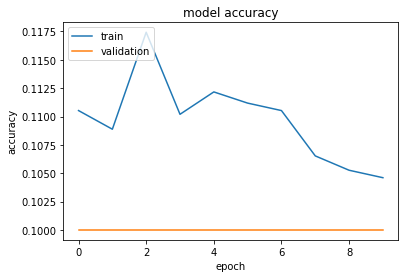 model accuracy
train
validation
accuracy
0.1175
0.1150
0.1125
0.1100
0.1075
0.1050
0.1025
0.1000
0 2 4 6 8
epoch